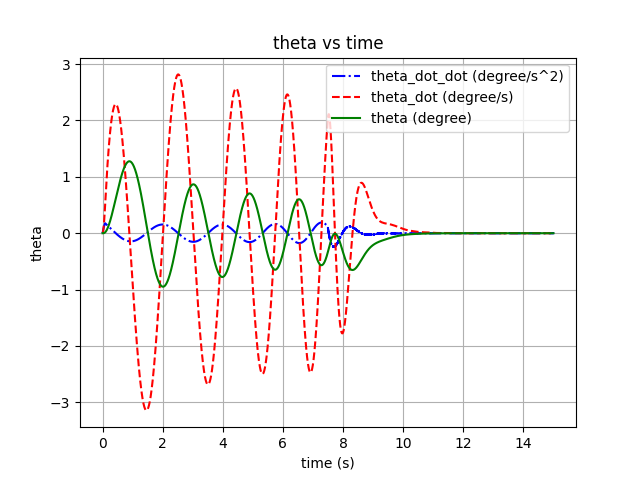 theta vs time
3
2
1
0
−1
−2
−3
theta
theta_dot_dot (degree/s^2)
theta_dot (degree/s)
theta (degree)
0 2 4 6 8 10 12 14
time (s)